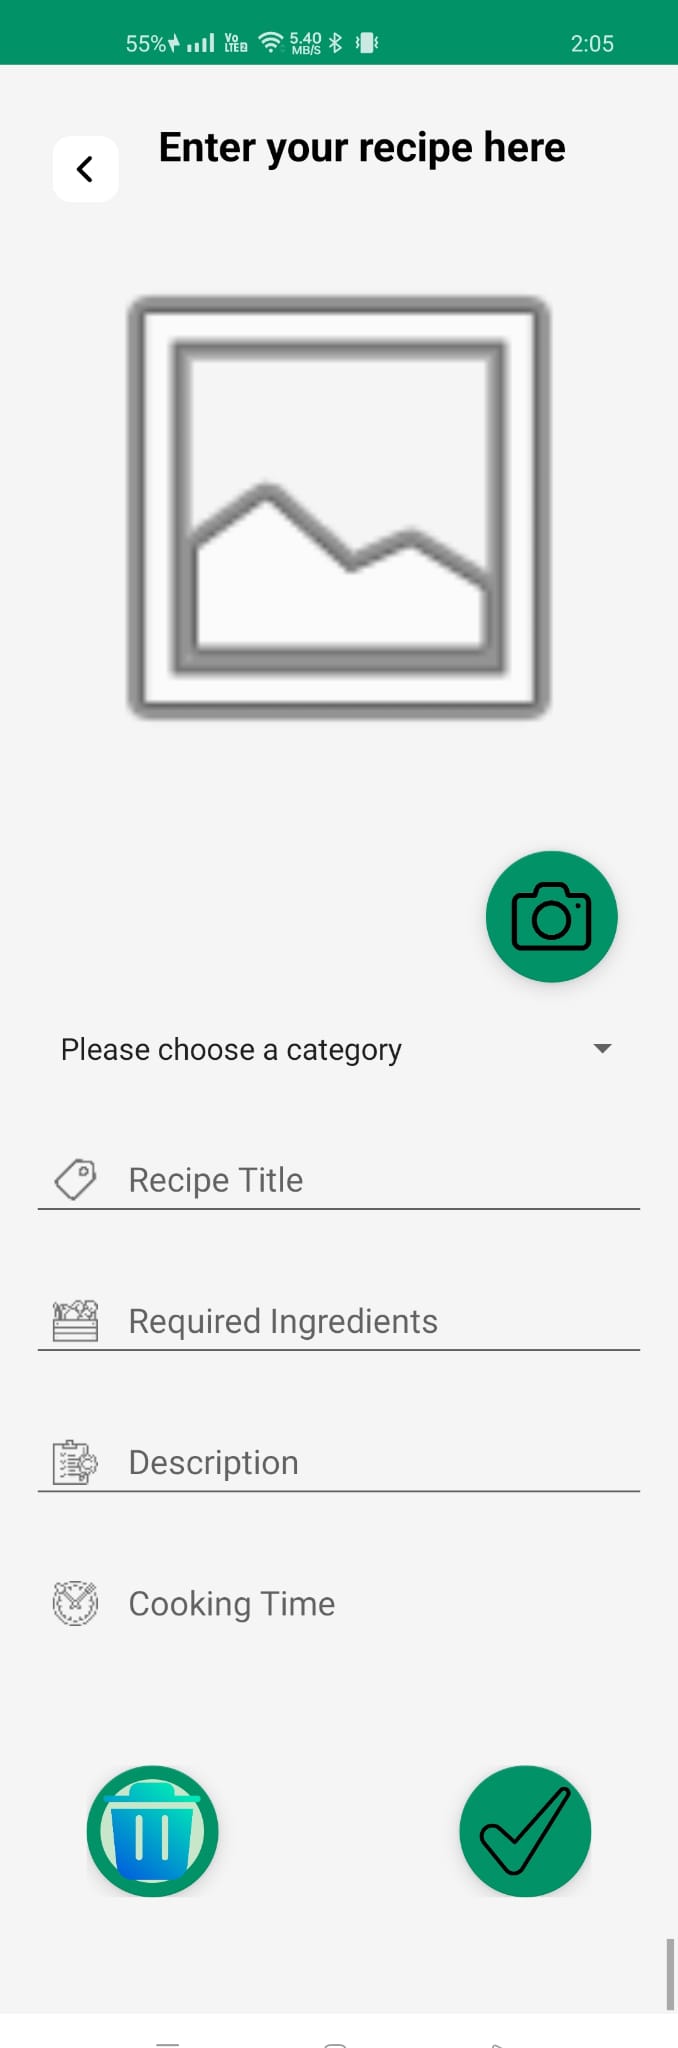 55% Vo LTE2 5.40 MB/S 2:05
Enter your recipe here
Please choose a category
Recipe Title
Required Ingredients
Description
Cooking Time